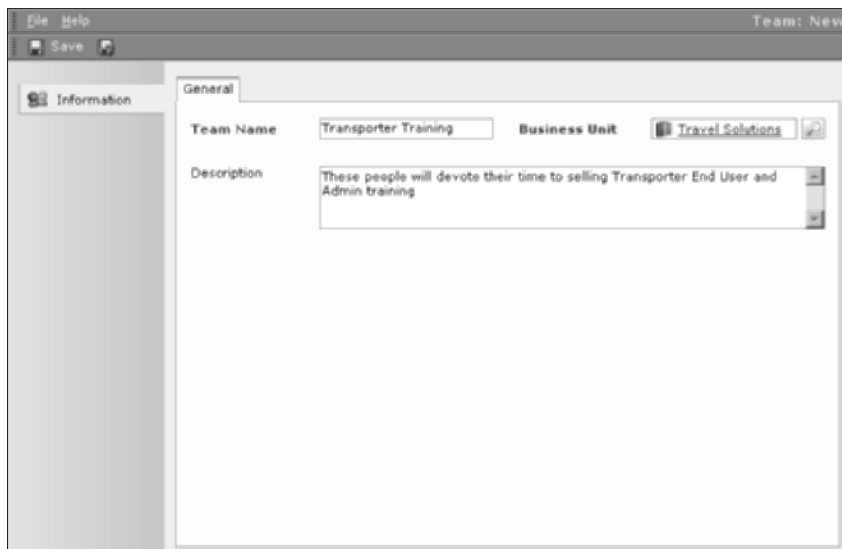 File Help
Team: New
Save
Information
General
Team Name
Transporter Training
Business Unit
Travel Solutions
Description
These people will devote their time to selling Transporter End User and
Admin training